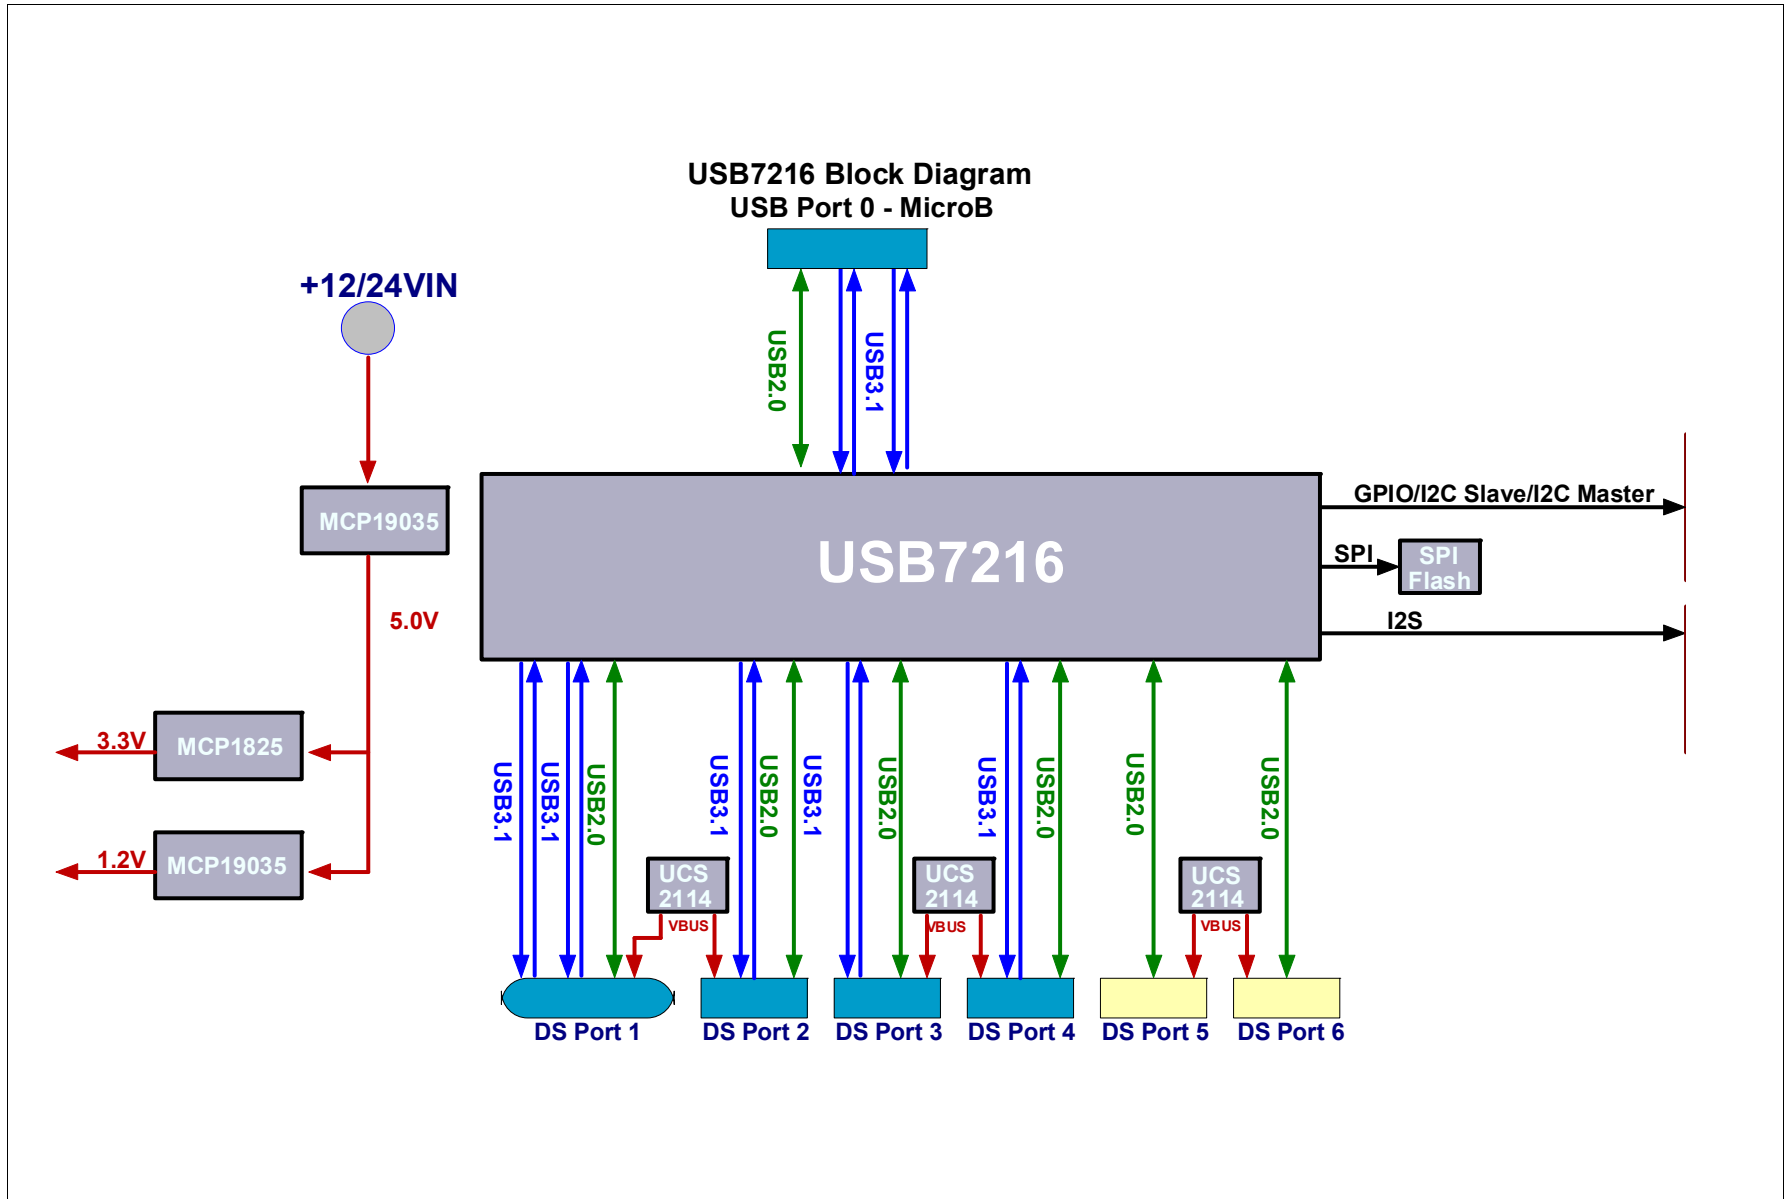 USB7216 Block Diagram
USB Port 0 - MicroB
+12/24VIN
USB2.0
USB3.1
MCP19035
GPIO/I2C Slave/I2C Master
USB7216
SPI
SPI
Flash
5.0V
I2S
3.3V
MCP1825
1.2V
MCP19035
USB3.1
USB3.1
USB2.0
USB3.1
USB2.0
USB3.1
USB2.0
USB3.1
USB2.0
USB2.0
USB2.0
UCS
2114
VBUS
UCS
2114
VBUS
UCS
2114
VBUS
DS Port 1
DS Port 2
DS Port 3
DS Port 4
DS Port 5
DS Port 6